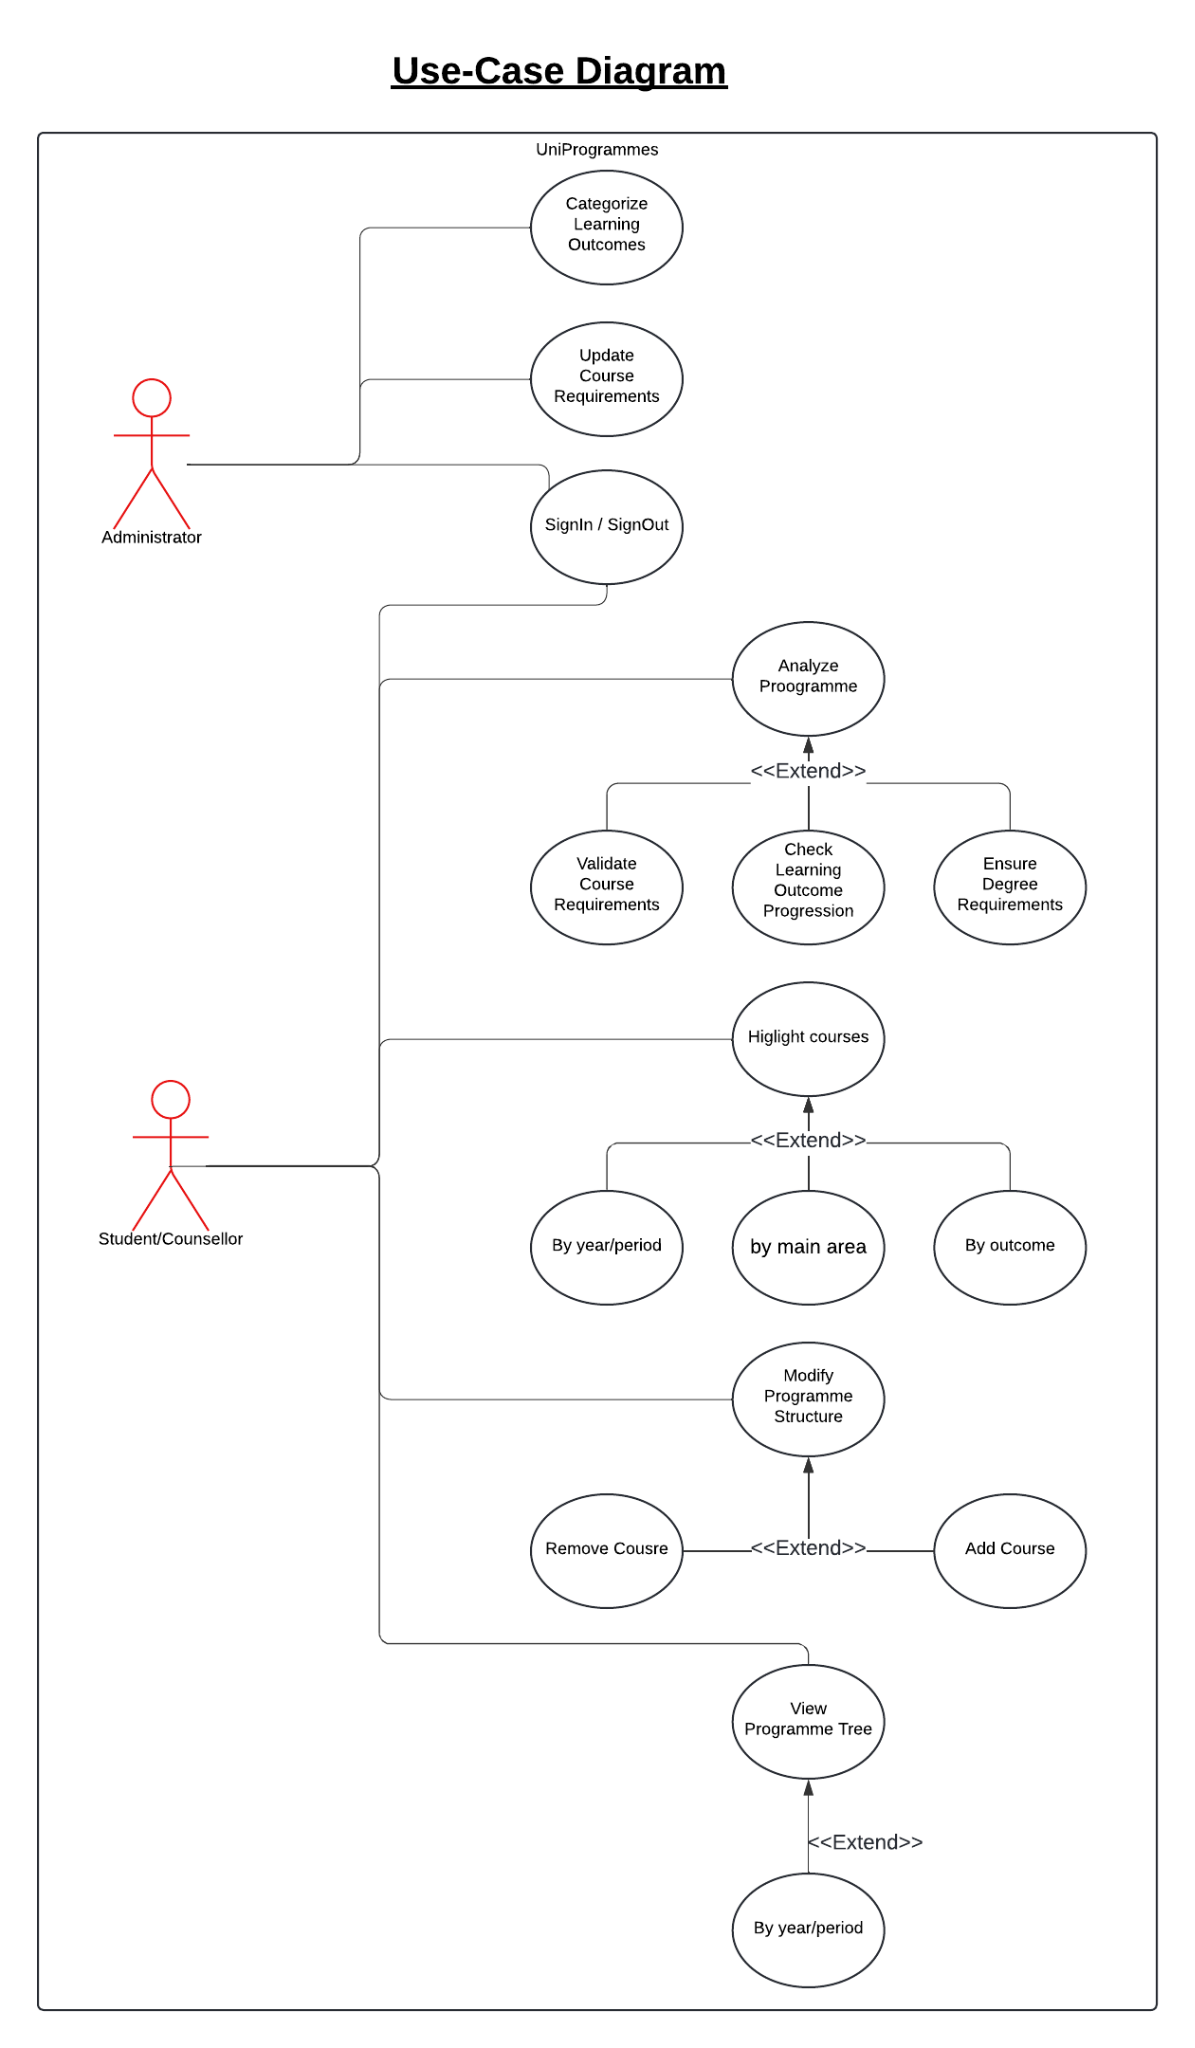 Use-Case Diagram
UniProgrammes
Categorize
Learning
Outcomes
Update
Course
Requirements
Administrator
SignIn / SignOut
Analyze
Proogramme
<<Extend>>
Validate
Course
Requirements
Check
Learning
Outcome
Progression
Ensure
Degree
Requirements
Higlight courses
<<Extend>>
Student/Counsellor
By year/period
by main area
By outcome
Modify
Programme
Structure
Remove Cousre
<<Extend>>
Add Course
View
Programme Tree
<<Extend>>
By year/period